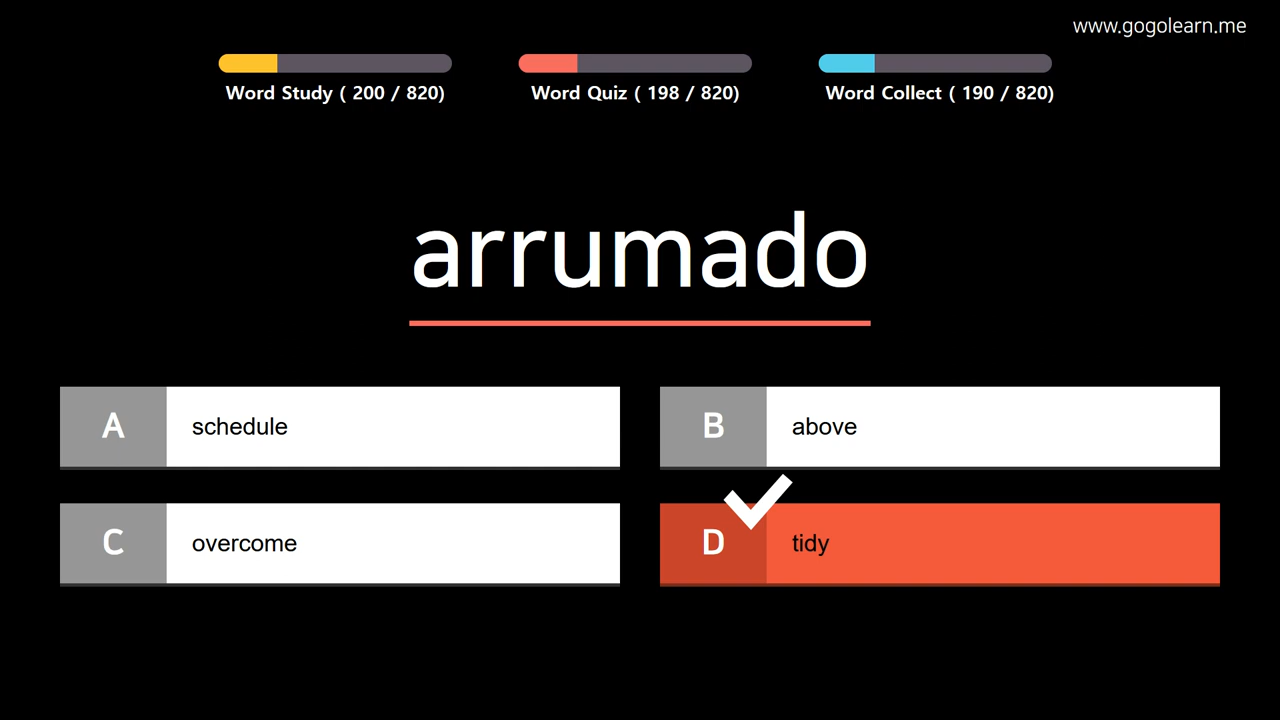 www.gogolearn.me
Word Study ( 200 / 820)
Word Quiz ( 198 / 820)
Word Collect ( 190 / 820)
arrumado
A schedule
B above
C overcome
D tidy